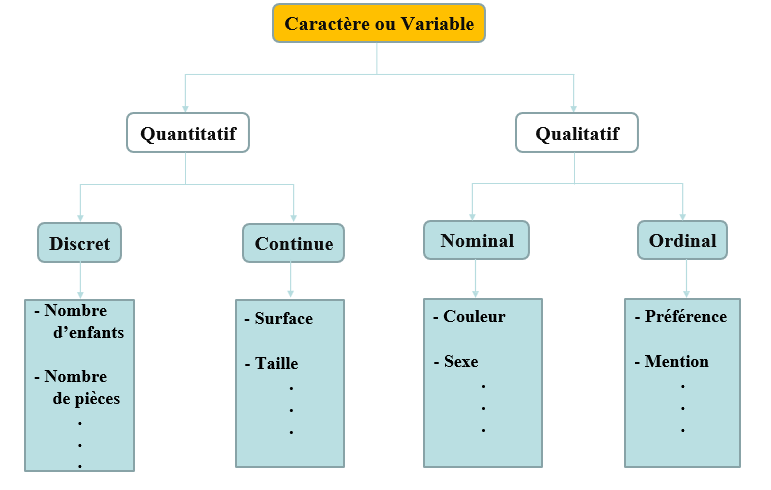 Caractère ou Variable
Quantitatif
Qualitatif
Discret
Continue
Nominal
Ordinal
- Nombre
d’enfants
- Nombre
de pièces
.
.
.
- Surface
- Taille
.
.
.
- Couleur
- Sexe
.
.
.
- Préférence
- Mention
.
.
.